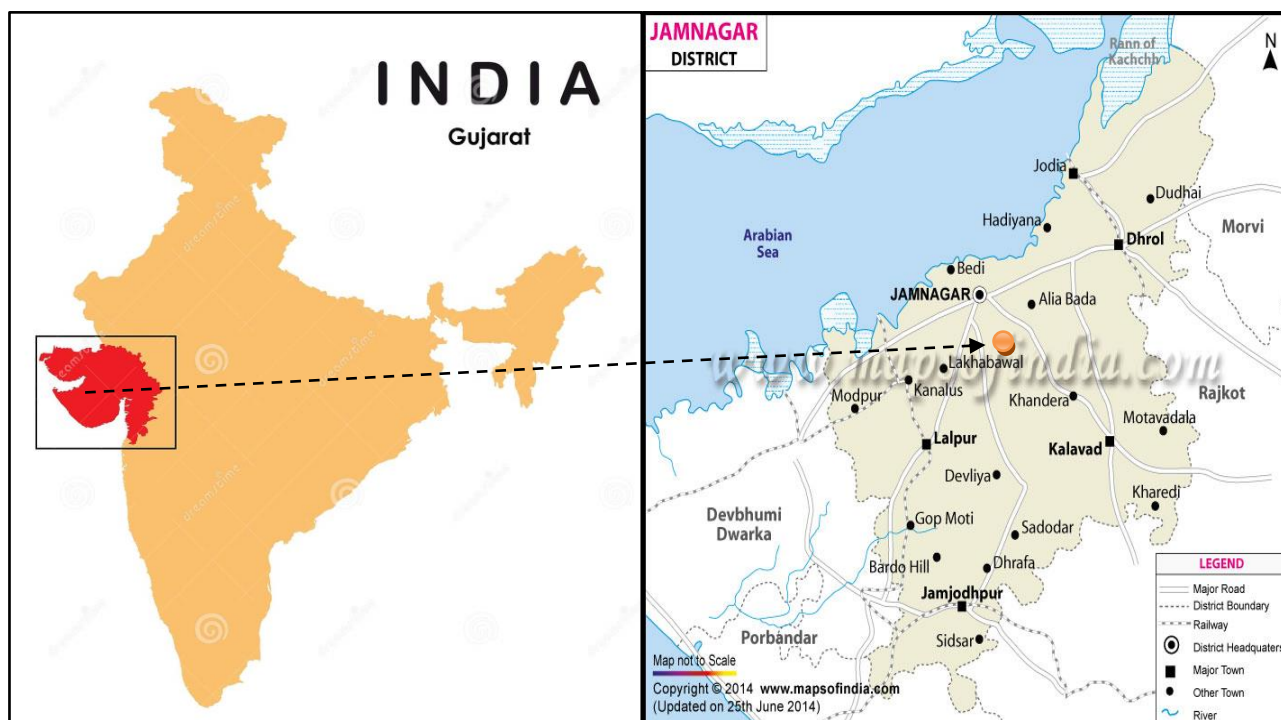 INDIA
Gujarat
dreamstime
JAMNAGAR
DISTRICT
Rann of
Kachchh
N
Jodia
Dudhai
Hadiyana
Arabian
Sea
Dhrol
Morvi
Bedi
JAMNAGAR
Alia Bada
www.mapsofindia.com
Lakhabawal
Kanalus
Modpur
Khandera
Rajkot
Motavadala
Lalpur
Kalavad
Devliya
Kharedi
Devbhumi
Dwarka
Gop Moti
Sadodar
Bardo Hill
Dhrafa
Jamjodhpur
Porbandar
Sidsar
LEGEND
Major Road
District Boundary
Railway
District Headquaters
Major Town
Other Town
River
Map not to Scale
Copyright © 2014 www.mapsofindia.com
(Updated on 25th June 2014)